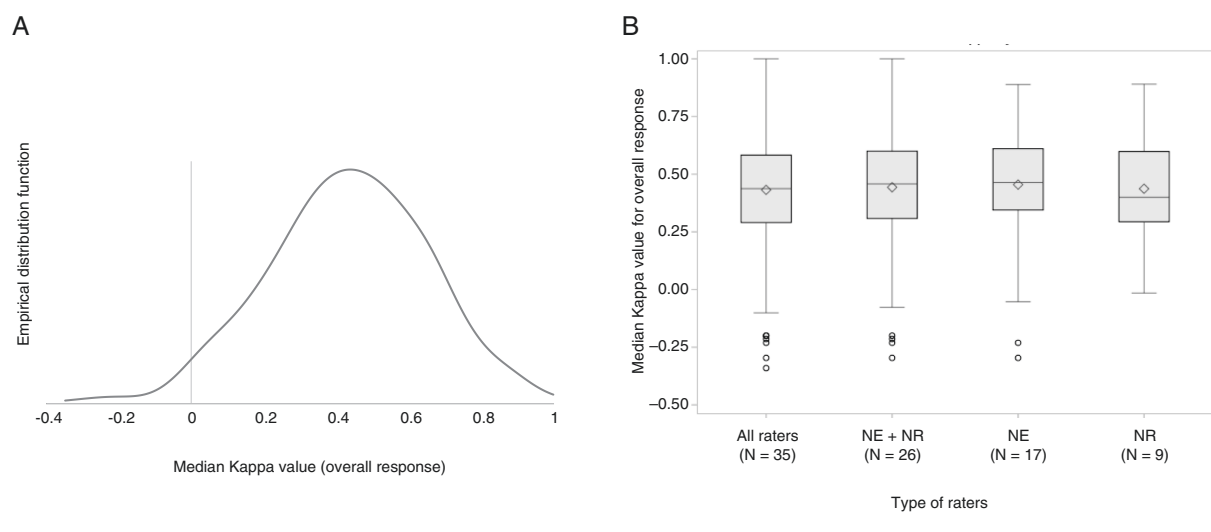 A
Empirical distribution function
-0.4 -0.2 0 0.2 0.4 0.6 0.8 1
Median Kappa value (overall response)
B
Median Kappa value for overall response
1.00
0.75
0.50
0.25
0.00
–0.25
–0.50
All raters NE + NR NE NR
(N = 35) (N = 26) (N = 17) (N = 9)
Type of raters